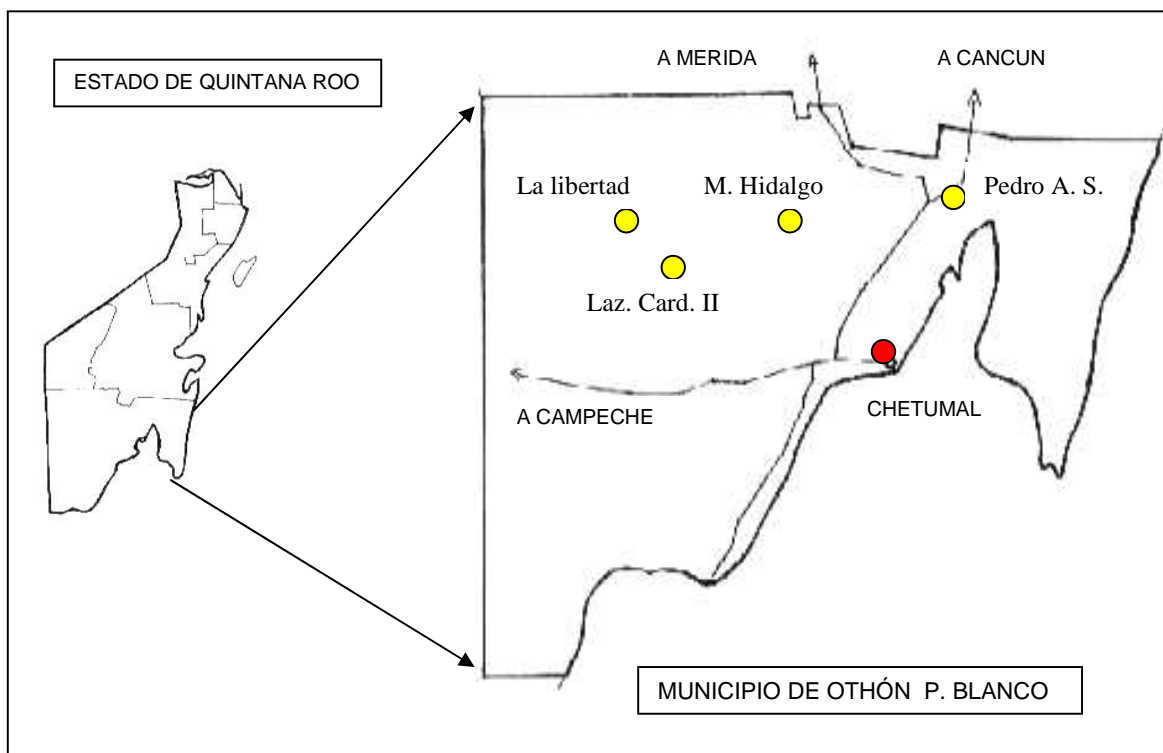 ESTADO DE QUINTANA ROO
A MERIDA
A CANCUN
La libertad
M. Hidalgo
Pedro A. S.
Laz. Card. II
A CAMPECHE
CHETUMAL
MUNICIPIO DE OTHÓN P. BLANCO